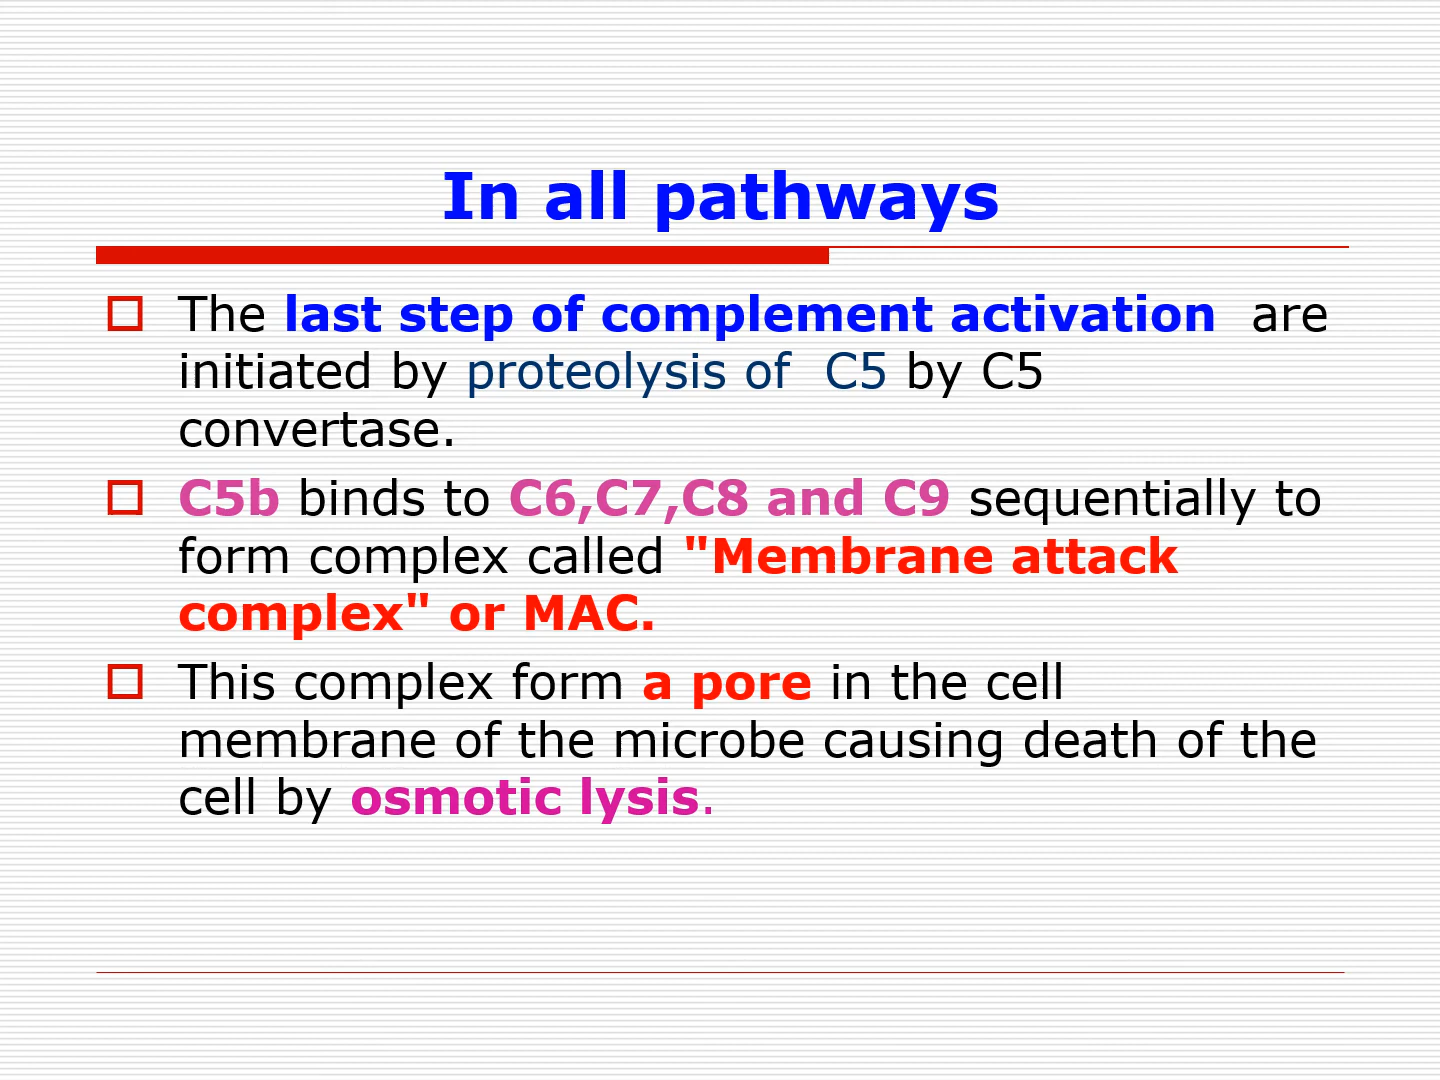 In all pathways
The last step of complement activation  are
initiated by proteolysis of  C5 by C5
convertase.
C5b binds to C6,C7,C8 and C9 sequentially to
form complex called "Membrane attack
complex" or MAC.
This complex form a pore in the cell
membrane of the microbe causing death of the
cell by osmotic lysis.